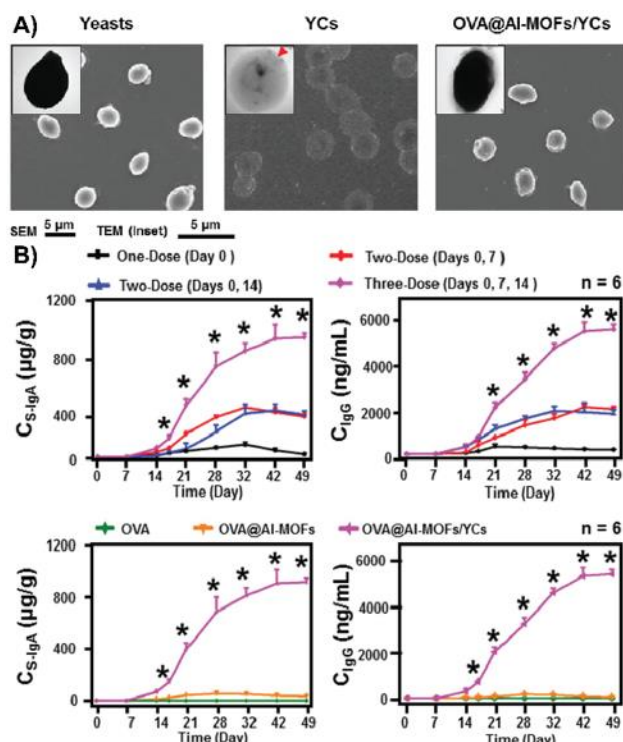 A)
Yeasts
YCs
OVA@Al-MOFs/YCs
SEM 5 μm TEM (Inset) 5 μm
B)
One-Dose (Day 0 )
Two-Dose (Days 0, 7)
Two-Dose (Days 0, 14)
Three-Dose (Days 0, 7, 14)
n = 6
C S-IgA (μg/g)
1200
800
400
0
* * * * * *
0 7 14 21 28 32 42 49
Time (Day)
C IgG (ng/mL)
6000
4000
2000
0
* * * * *
0 7 14 21 28 32 42 49
Time (Day)
OVA
OVA@Al-MOFs
OVA@Al-MOFs/YCs
n = 6
C S-IgA (μg/g)
1200
800
400
0
* * * * * *
0 7 14 21 28 32 42 49
Time (Day)
C IgG (ng/mL)
6000
4000
2000
0
* * * * * *
0 7 14 21 28 32 42 49
Time (Day)